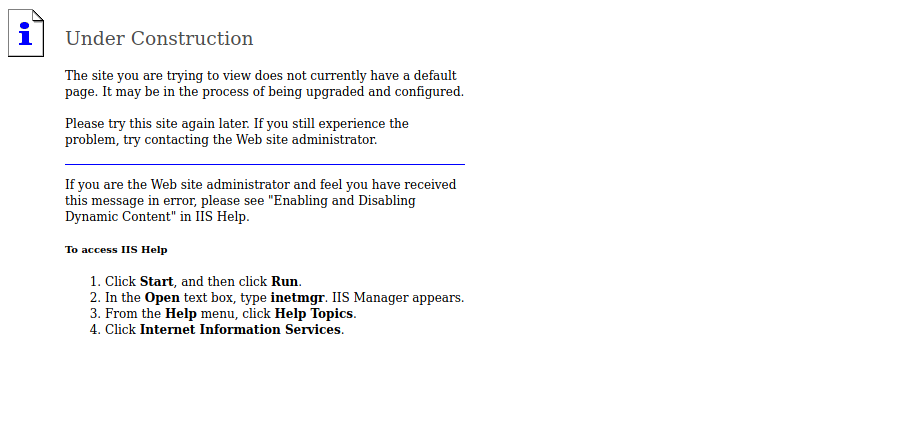 Under Construction
The site you are trying to view does not currently have a default
page. It may be in the process of being upgraded and configured.
Please try this site again later. If you still experience the
problem, try contacting the Web site administrator.
If you are the Web site administrator and feel you have received
this message in error, please see "Enabling and Disabling
Dynamic Content" in IIS Help.
To access IIS Help
1. Click Start, and then click Run.
2. In the Open text box, type inetmgr. IIS Manager appears.
3. From the Help menu, click Help Topics.
4. Click Internet Information Services.